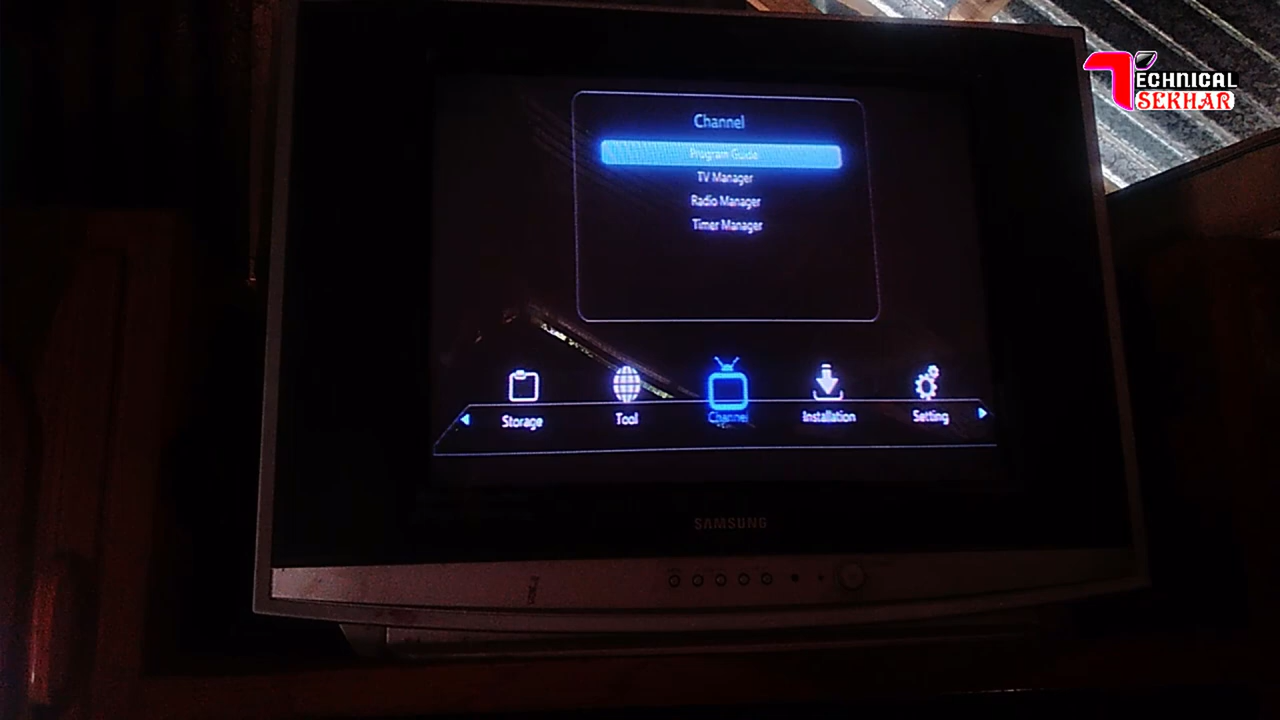 TECHNICAL
SEKHAR
Channel
Program Guide
TV Manager
Radio Manager
Timer Manager
Storage
Tool
Channel
Installation
Setting
SAMSUNG